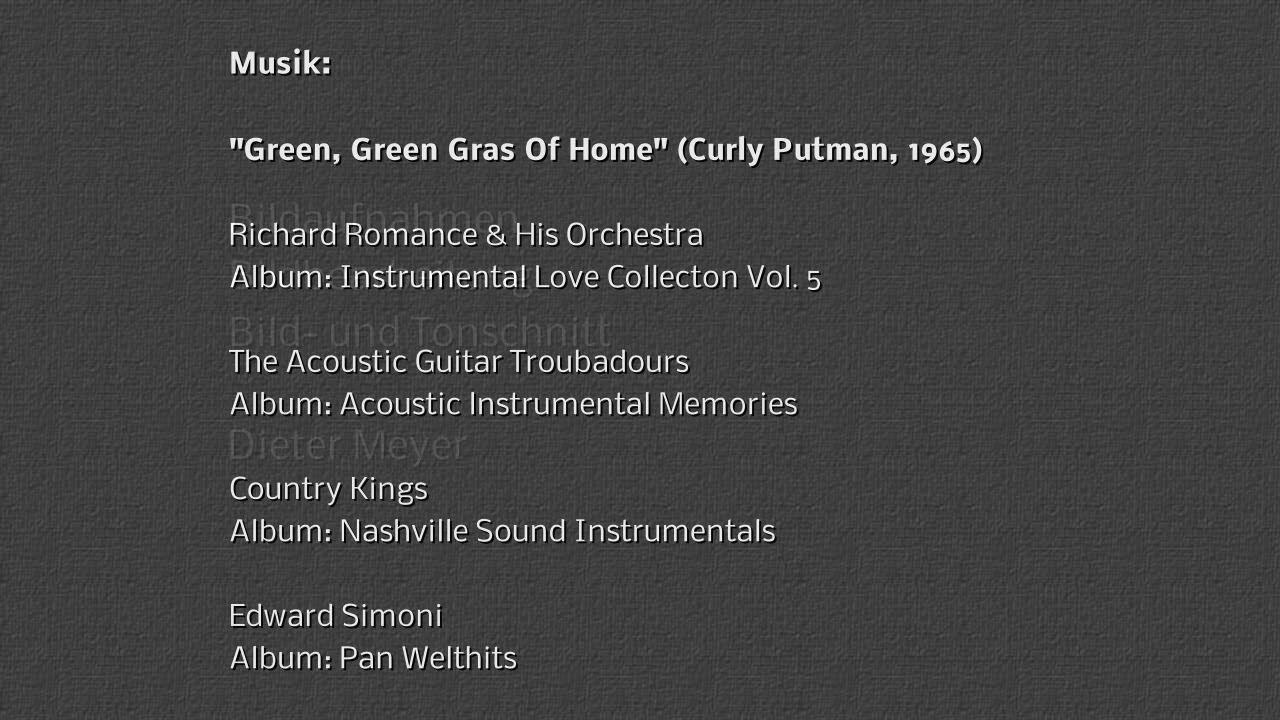 Musik:
"Green, Green Gras Of Home" (Curly Putman, 1965)
Bildaufnahmen
Richard Romance & His Orchestra
Album: Instrumental Love Collecton Vol. 5
Bild- und Tonschnitt
The Acoustic Guitar Troubadours
Album: Acoustic Instrumental Memories
Dieter Meyer
Country Kings
Album: Nashville Sound Instrumentals
Edward Simoni
Album: Pan Welthits